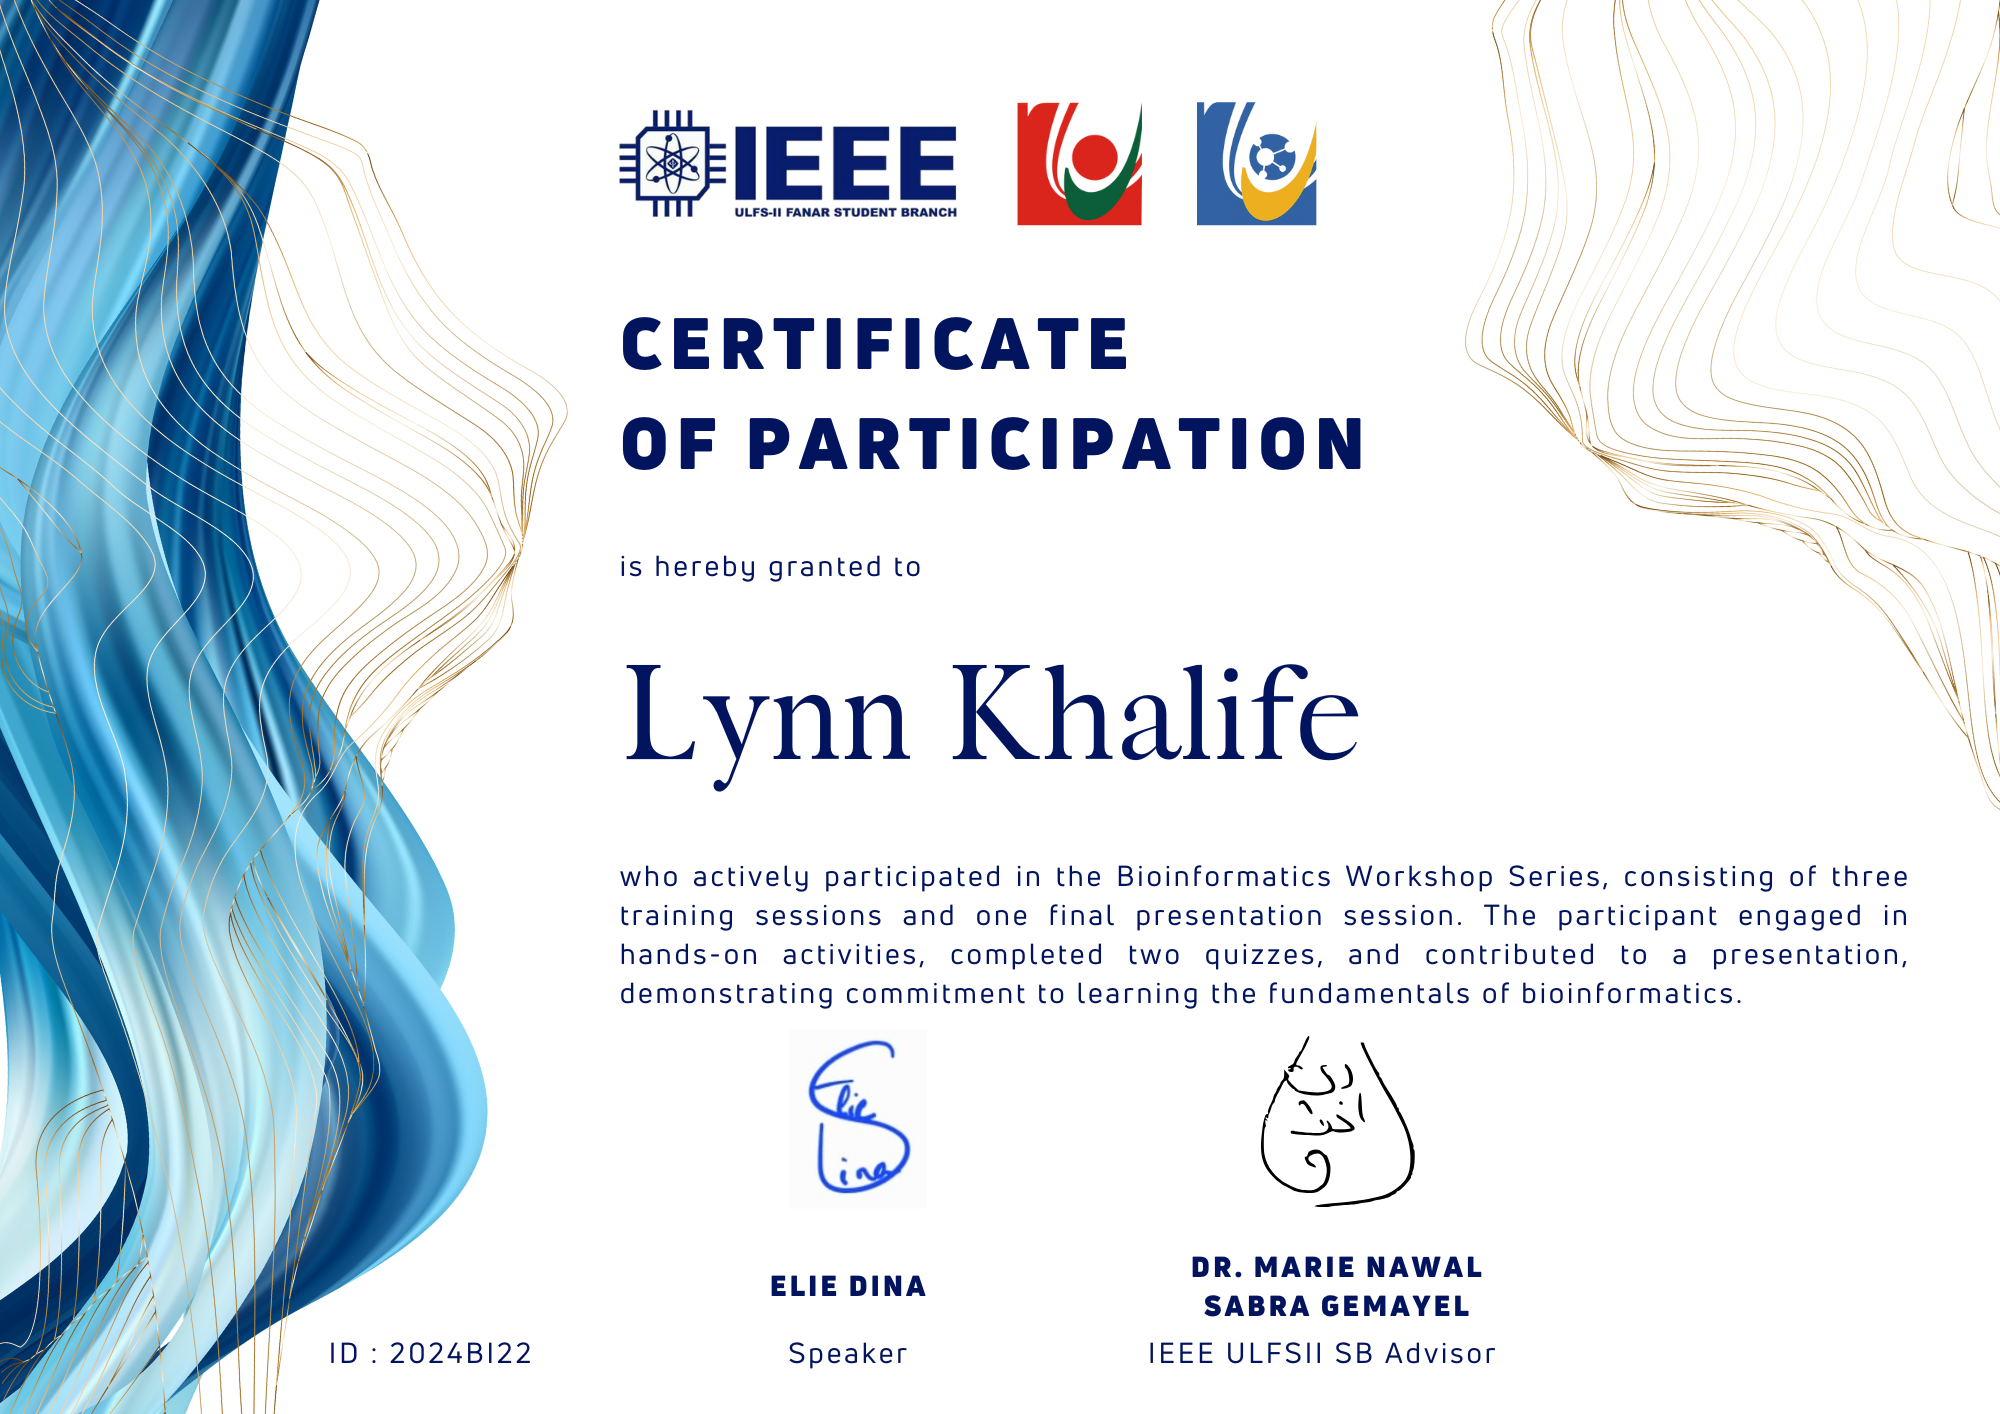 IEEE
ULFS-II FANAR STUDENT BRANCH
CERTIFICATE
OF PARTICIPATION
is hereby granted to
Lynn Khalife
who actively participated in the Bioinformatics Workshop Series, consisting of three
training sessions and one final presentation session. The participant engaged in
hands-on activities, completed two quizzes, and contributed to a presentation,
demonstrating commitment to learning the fundamentals of bioinformatics.
Elie
Dina
ELIE DINA
DR. MARIE NAWAL
SABRA GEMAYEL
ID : 2024BI22
Speaker
IEEE ULFSII SB Advisor